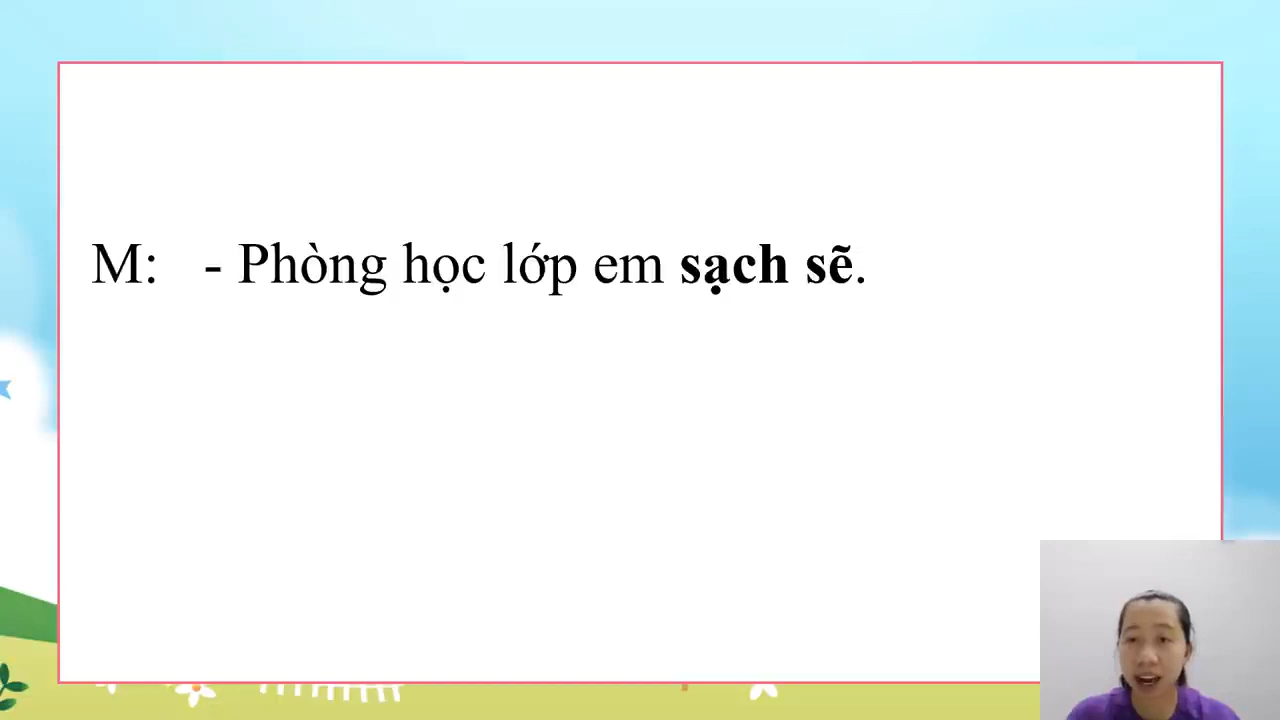 M: - Phòng học lớp em sạch sẽ.